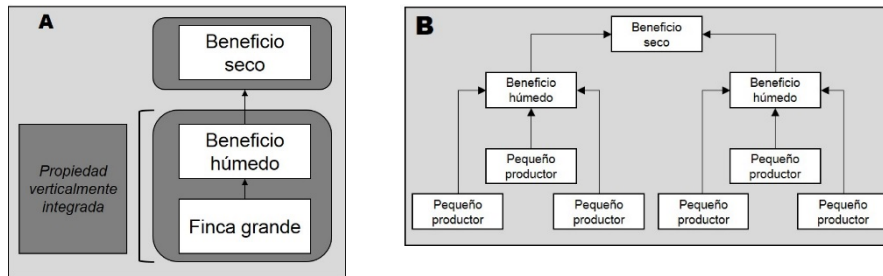 A
Beneficio
seco
Beneficio
húmedo
Propiedad
verticalmente
integrada
Finca grande
B
Beneficio
seco
Beneficio
húmedo
Beneficio
húmedo
Pequeño
productor
Pequeño
productor
Pequeño
productor
Pequeño
productor
Pequeño
productor
Pequeño
productor